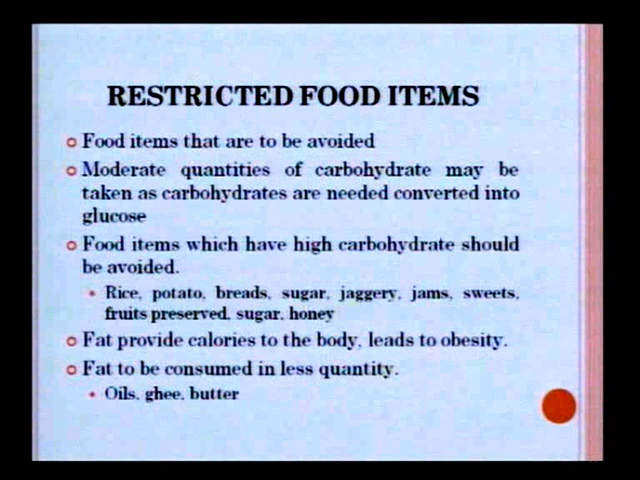 RESTRICTED FOOD ITEMS
Food items that are to be avoided
Moderate quantities of carbohydrate may be
taken as carbohydrates are needed converted into
glucose
Food items which have high carbohydrate should
be avoided.
Rice, potato, breads, sugar, jaggery, jams, sweets,
fruits preserved, sugar, honey
Fat provide calories to the body, leads to obesity.
Fat to be consumed in less quantity.
Oils, ghee, butter